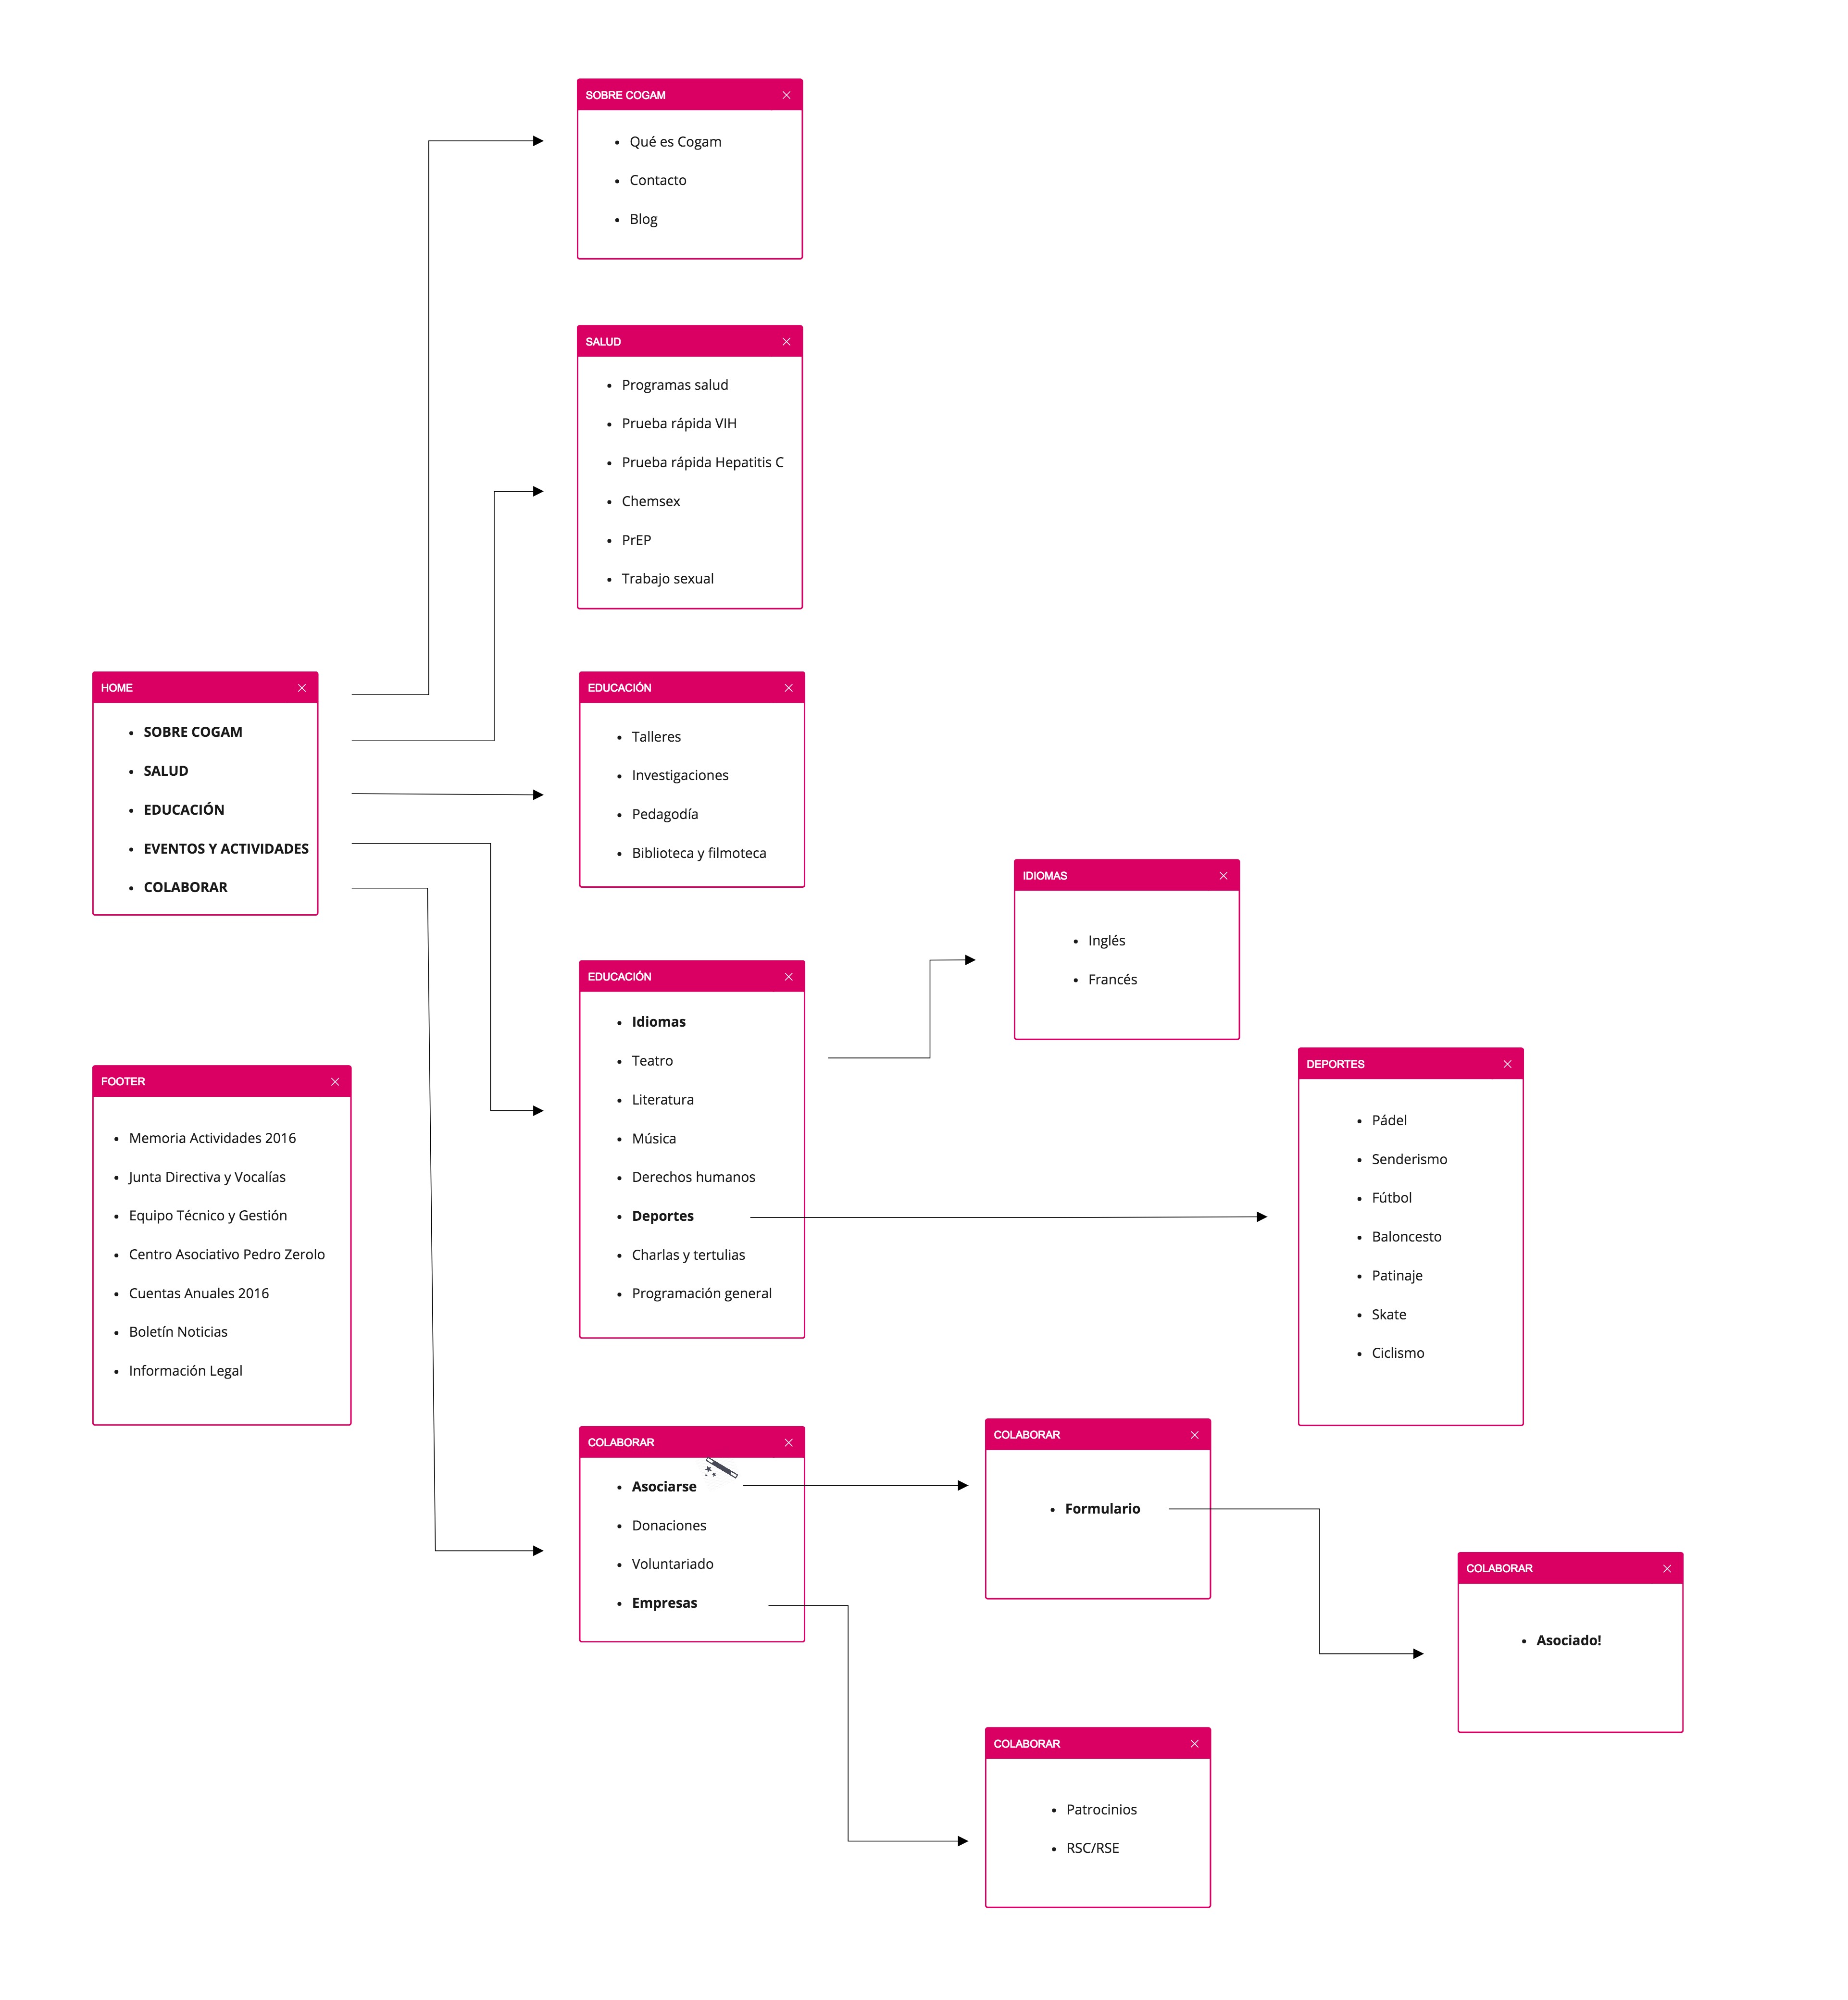 SOBRE COGAM
Qué es Cogam
Contacto
Blog
SALUD
Programas salud
Prueba rápida VIH
Prueba rápida Hepatitis C
Chemsex
PrEP
Trabajo sexual
HOME
SOBRE COGAM
SALUD
EDUCACIÓN
EVENTOS Y ACTIVIDADES
COLABORAR
EDUCACIÓN
Talleres
Investigaciones
Pedagodía
Biblioteca y filmoteca
IDIOMAS
Inglés
Francés
EDUCACIÓN
Idiomas
Teatro
Literatura
Música
Derechos humanos
Deportes
Charlas y tertulias
Programación general
DEPORTES
Pádel
Senderismo
Fútbol
Baloncesto
Patinaje
Skate
Ciclismo
FOOTER
Memoria Actividades 2016
Junta Directiva y Vocalías
Equipo Técnico y Gestión
Centro Asociativo Pedro Zerolo
Cuentas Anuales 2016
Boletín Noticias
Información Legal
COLABORAR
Asociarse
Donaciones
Voluntariado
Empresas
COLABORAR
Formulario
COLABORAR
Asociado!
COLABORAR
Patrocinios
RSC/RSE